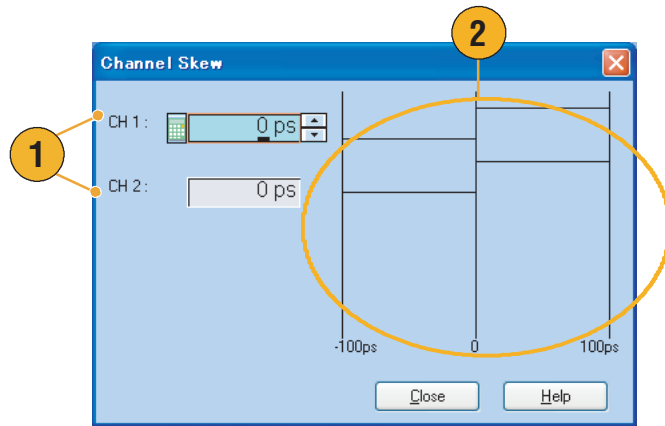 2
Channel Skew
CH 1 : 0 ps
1
CH 2 : 0 ps
-100ps 0 100ps
Close Help